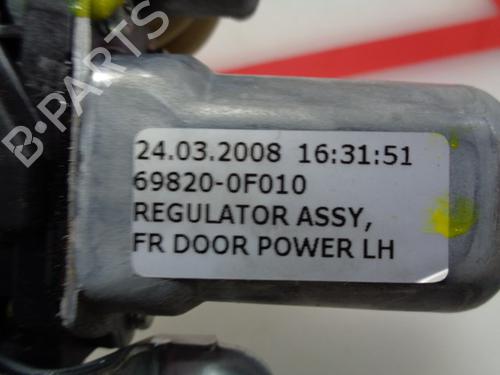 B-PARTS
24.03.2008 16:31:51
69820-0F010
REGULATOR ASSY,
FR DOOR POWER LH